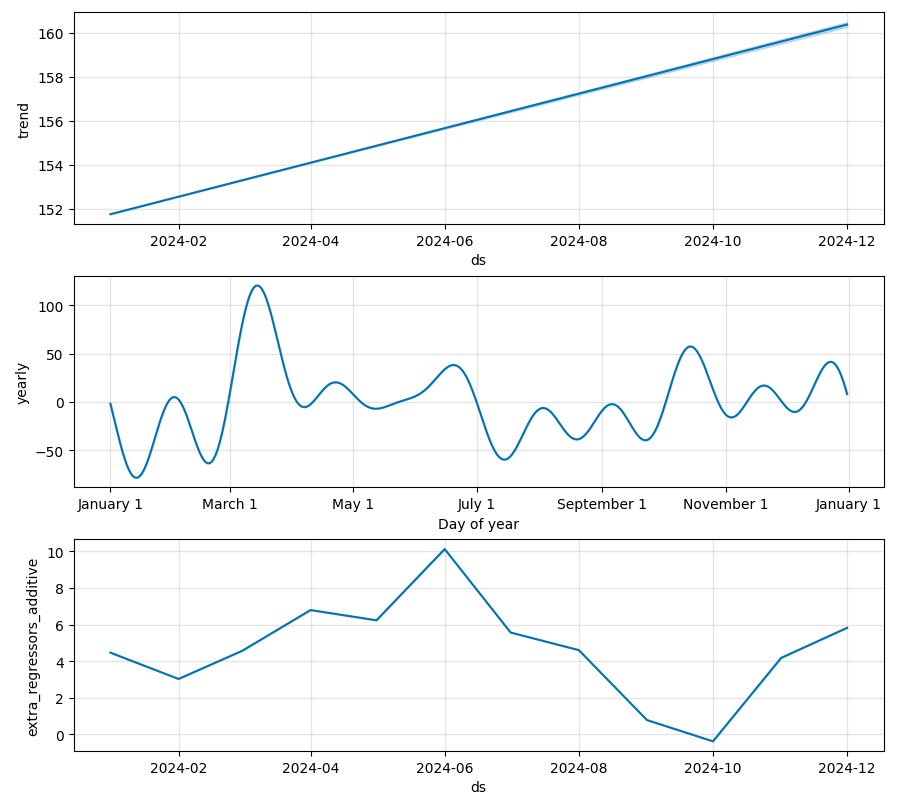 160
158
156
154
152
trend
2024-02 2024-04 2024-06 2024-08 2024-10 2024-12
ds
100
50
0
−50
yearly
January 1 March 1 May 1 July 1 September 1 November 1 January 1
Day of year
10
8
6
4
2
0
extra_regressors_additive
2024-02 2024-04 2024-06 2024-08 2024-10 2024-12
ds